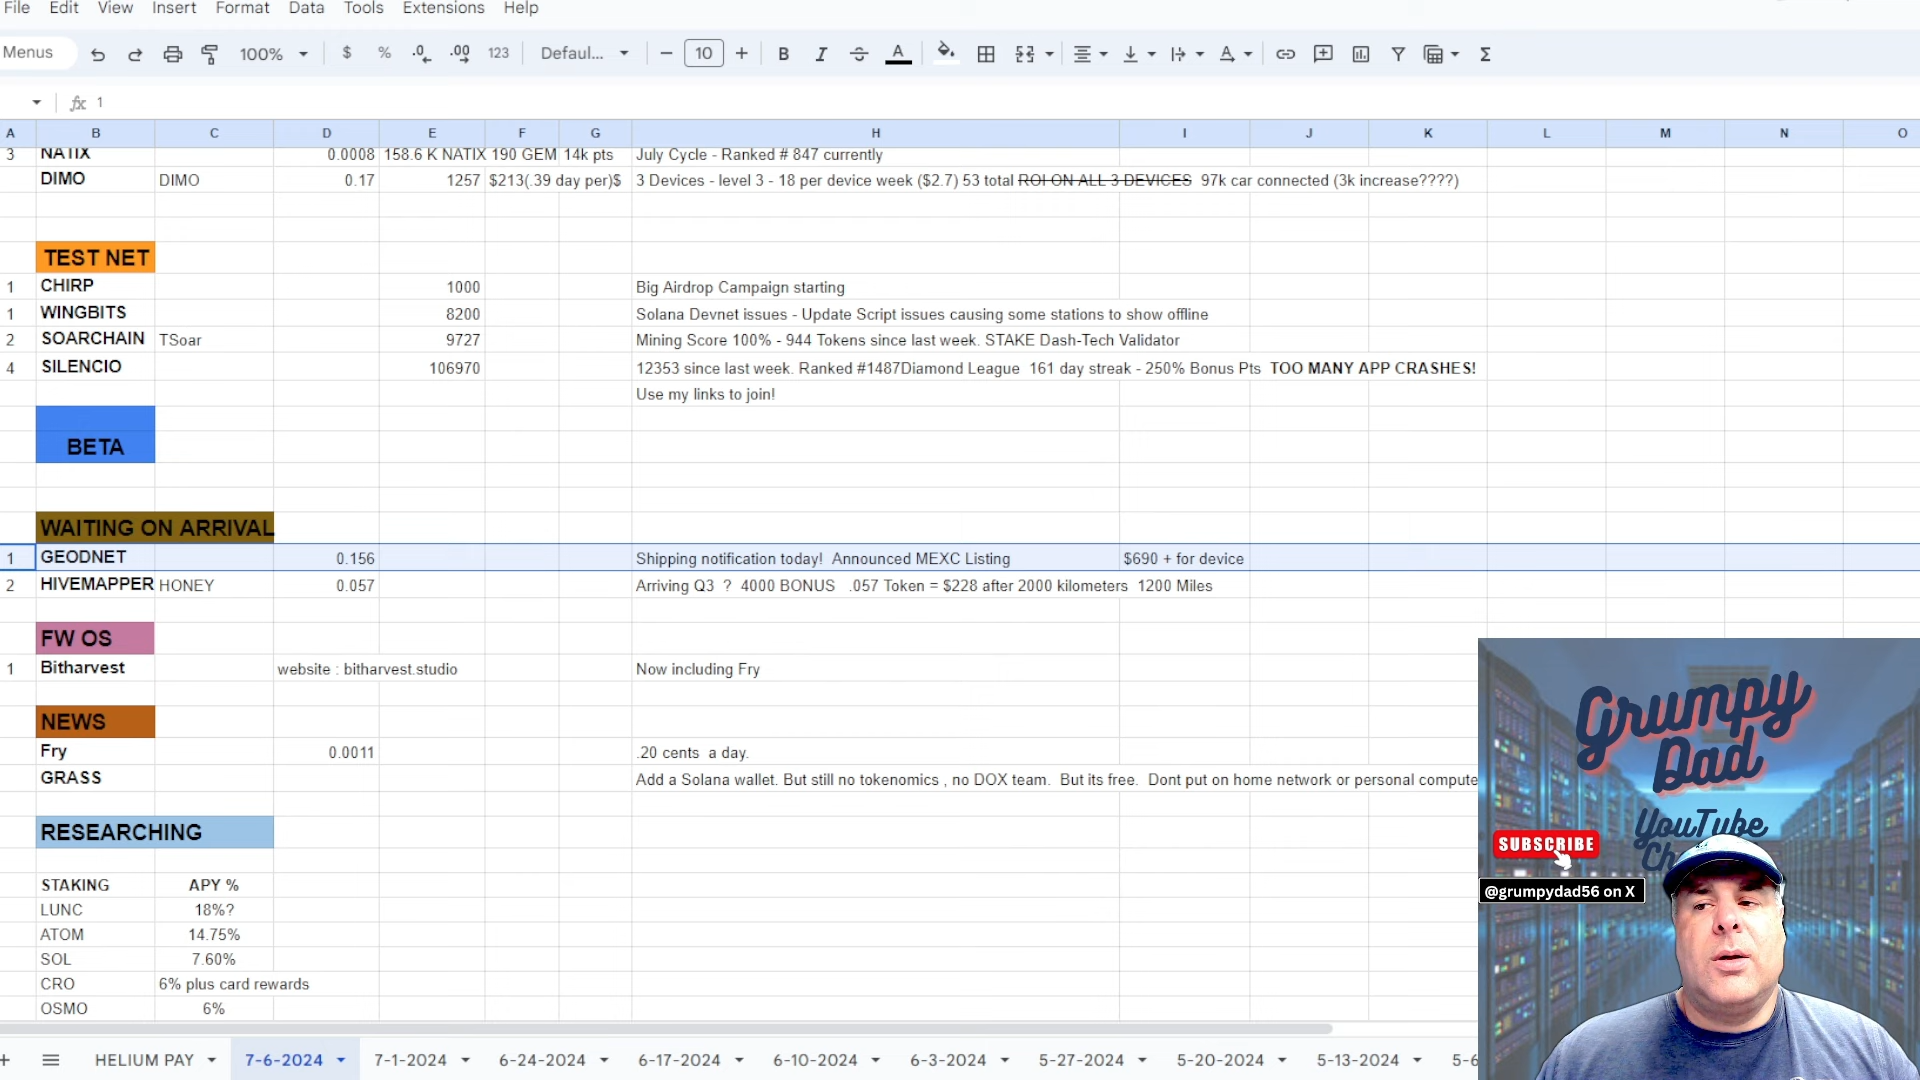 File Edit View Insert Format Data Tools Extensions Help
Menus 100% $ % .0 .00 123 Defaul... 10 B I A Σ
fx 1
A B C D E F G H I J K L M N O
3 NATIX 0.0008 158.6 K NATIX 190 GEM 14k pts July Cycle - Ranked # 847 currently
DIMO DIMO 0.17 1257 $213(.39 day per)$ 3 Devices - level 3 - 18 per device week ($2.7) 53 total ROI ON ALL 3 DEVICES 97k car connected (3k increase????)
TEST NET
1 CHIRP 1000 Big Airdrop Campaign starting
1 WINGBITS 8200 Solana Devnet issues - Update Script issues causing some stations to show offline
2 SOARCHAIN TSoar 9727 Mining Score 100% - 944 Tokens since last week. STAKE Dash-Tech Validator
4 SILENCIO 106970 12353 since last week. Ranked #1487Diamond League 161 day streak - 250% Bonus Pts TOO MANY APP CRASHES!
Use my links to join!
BETA
WAITING ON ARRIVAL
1 GEODNET 0.156 Shipping notification today! Announced MEXC Listing $690 + for device
2 HIVEMAPPER HONEY 0.057 Arriving Q3 ? 4000 BONUS .057 Token = $228 after 2000 kilometers 1200 Miles
FW OS
1 Bitharvest website : bitharvest.studio Now including Fry
NEWS
Fry 0.0011 .20 cents a day.
GRASS Add a Solana wallet. But still no tokenomics , no DOX team. But its free. Dont put on home network or personal compute
RESEARCHING
STAKING APY %
LUNC 18%?
ATOM 14.75%
SOL 7.60%
CRO 6% plus card rewards
OSMO 6%
Grumpy
Dad
YouTube
SUBSCRIBE
@grumpydad56 on X
HELIUM PAY 7-6-2024 7-1-2024 6-24-2024 6-17-2024 6-10-2024 6-3-2024 5-27-2024 5-20-2024 5-13-2024 5-6